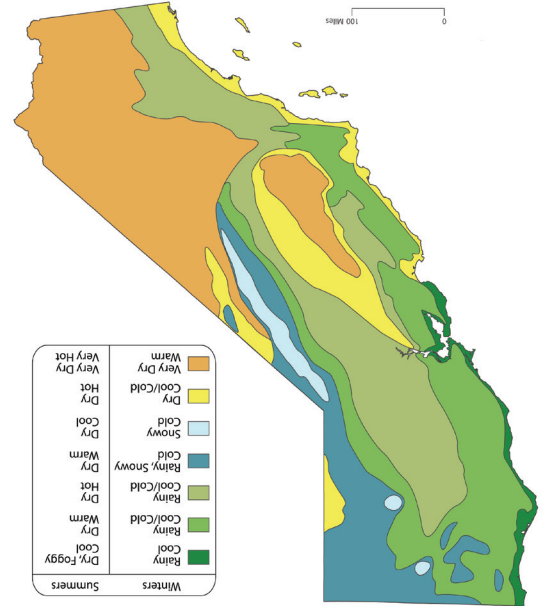 Winters Summers
Rainy Dry, Foggy
Cool Cool
Rainy Dry
Cool/Cold Warm
Rainy Dry
Cool/Cold Hot
Rainy, Snowy Dry
Cold Warm
Snowy Dry
Cold Cool
Dry Dry
Cool/Cold Hot
Very Dry Very Dry
Warm Very Hot
0 100 Miles